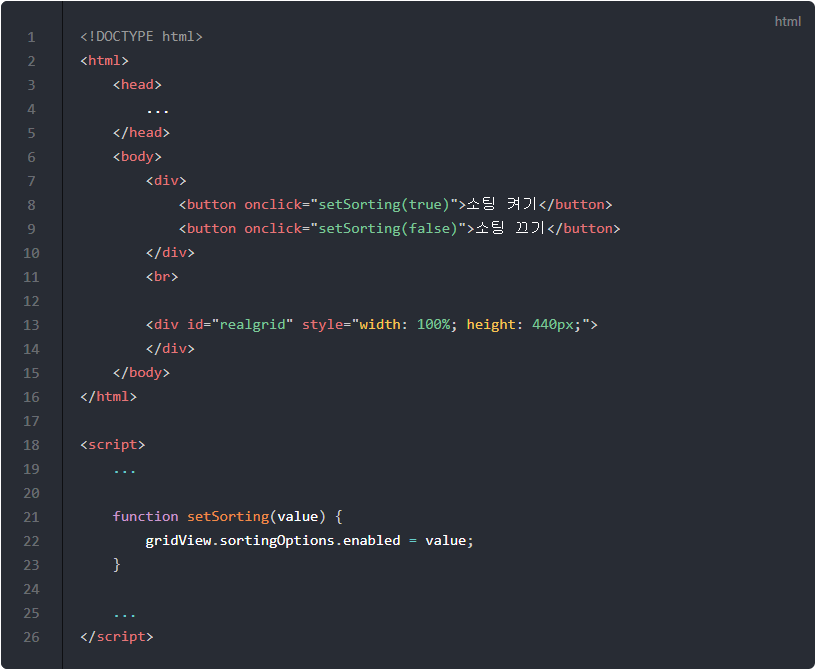 html
1 <!DOCTYPE html>
2 <html>
3     <head>
4         ...
5     </head>
6     <body>
7         <div>
8             <button onclick="setSorting(true)">소팅 켜기</button>
9             <button onclick="setSorting(false)">소팅 끄기</button>
10         </div>
11         <br>
12
13         <div id="realgrid" style="width: 100%; height: 440px;">
14         </div>
15     </body>
16 </html>
17
18 <script>
19     ...
20
21     function setSorting(value) {
22         gridView.sortingOptions.enabled = value;
23     }
24
25     ...
26 </script>